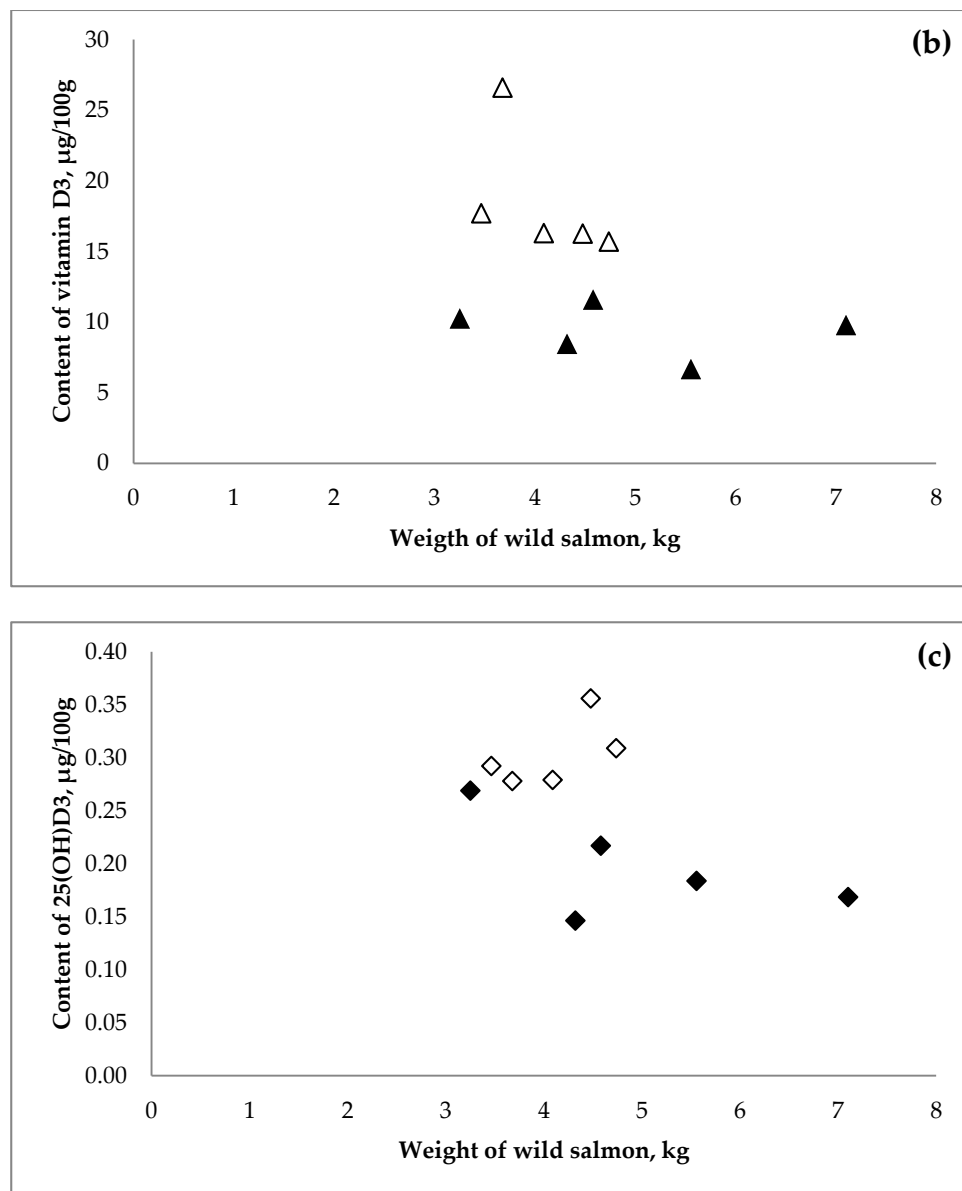 (b)
Content of vitamin D3, µg/100g
30
25
20
15
10
5
0
0 1 2 3 4 5 6 7 8
Weigth of wild salmon, kg
(c)
Content of 25(OH)D3, µg/100g
0.40
0.35
0.30
0.25
0.20
0.15
0.10
0.05
0.00
0 1 2 3 4 5 6 7 8
Weight of wild salmon, kg